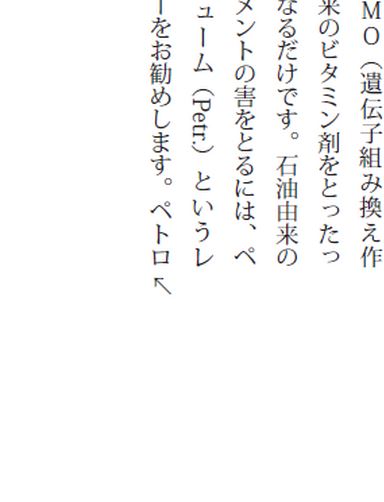 MO（遺伝子組み換え作
来のビタミン剤をとったっ
なるだけです。石油由来の
メントの害をとるには、ペ
ューム（Petr.）というレ
ーをお勧めします。ペトロ↖